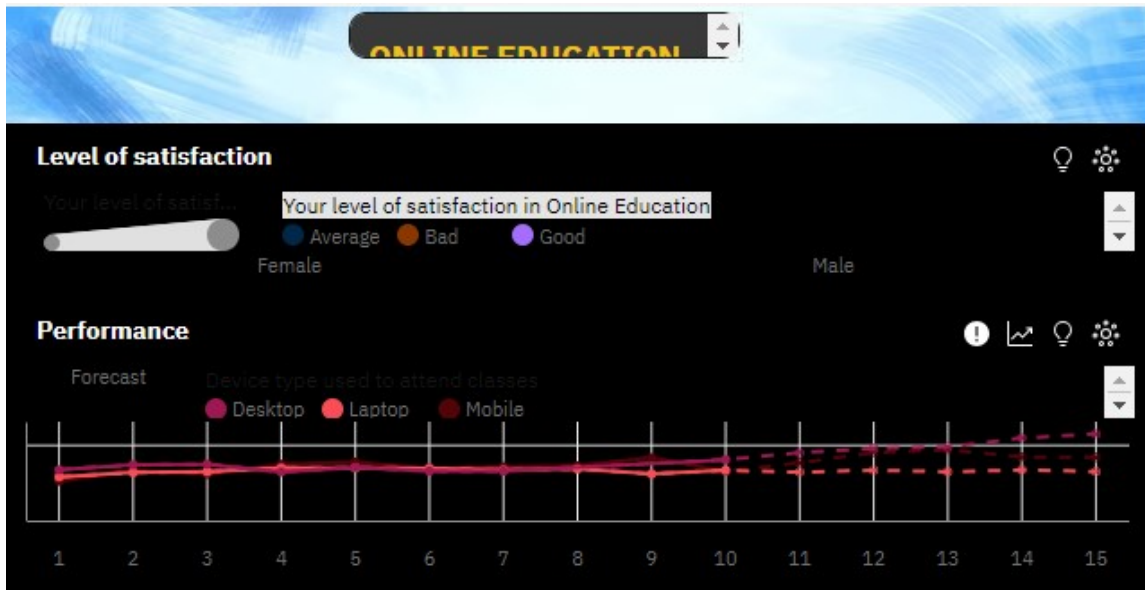 ONLINE EDUCATION
Level of satisfaction
Your level of satisf...
Your level of satisfaction in Online Education
Average Bad Good
Female Male
Performance
Forecast
Device type used to attend classes
Desktop Laptop Mobile
1 2 3 4 5 6 7 8 9 10 11 12 13 14 15